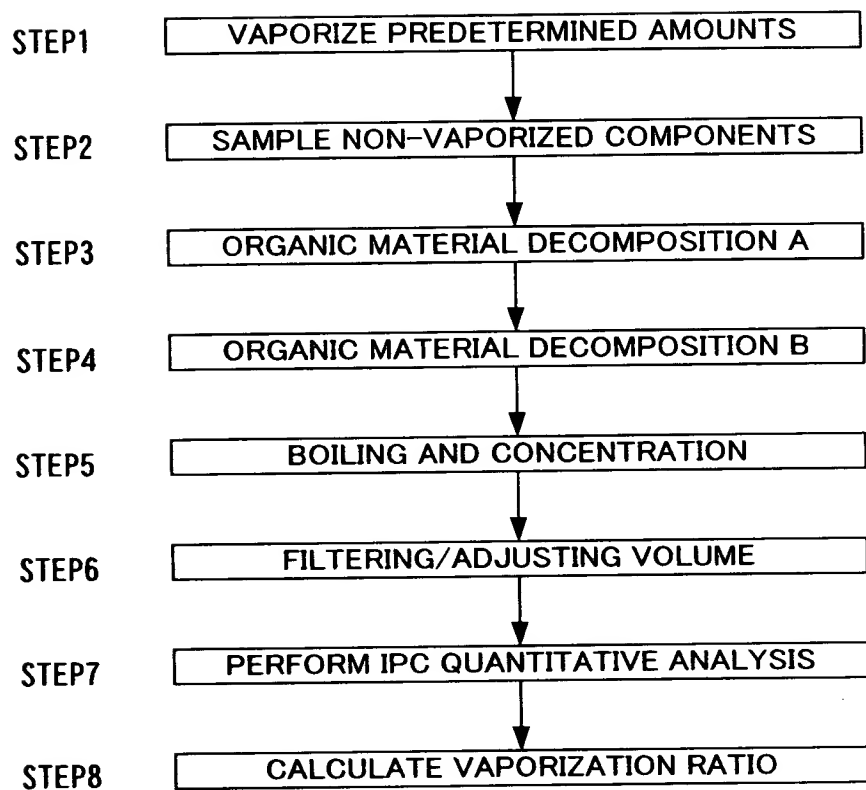 STEP1 VAPORIZE PREDETERMINED AMOUNTS
STEP2 SAMPLE NON-VAPORIZED COMPONENTS
STEP3 ORGANIC MATERIAL DECOMPOSITION A
STEP4 ORGANIC MATERIAL DECOMPOSITION B
STEP5 BOILING AND CONCENTRATION
STEP6 FILTERING/ADJUSTING VOLUME
STEP7 PERFORM IPC QUANTITATIVE ANALYSIS
STEP8 CALCULATE VAPORIZATION RATIO